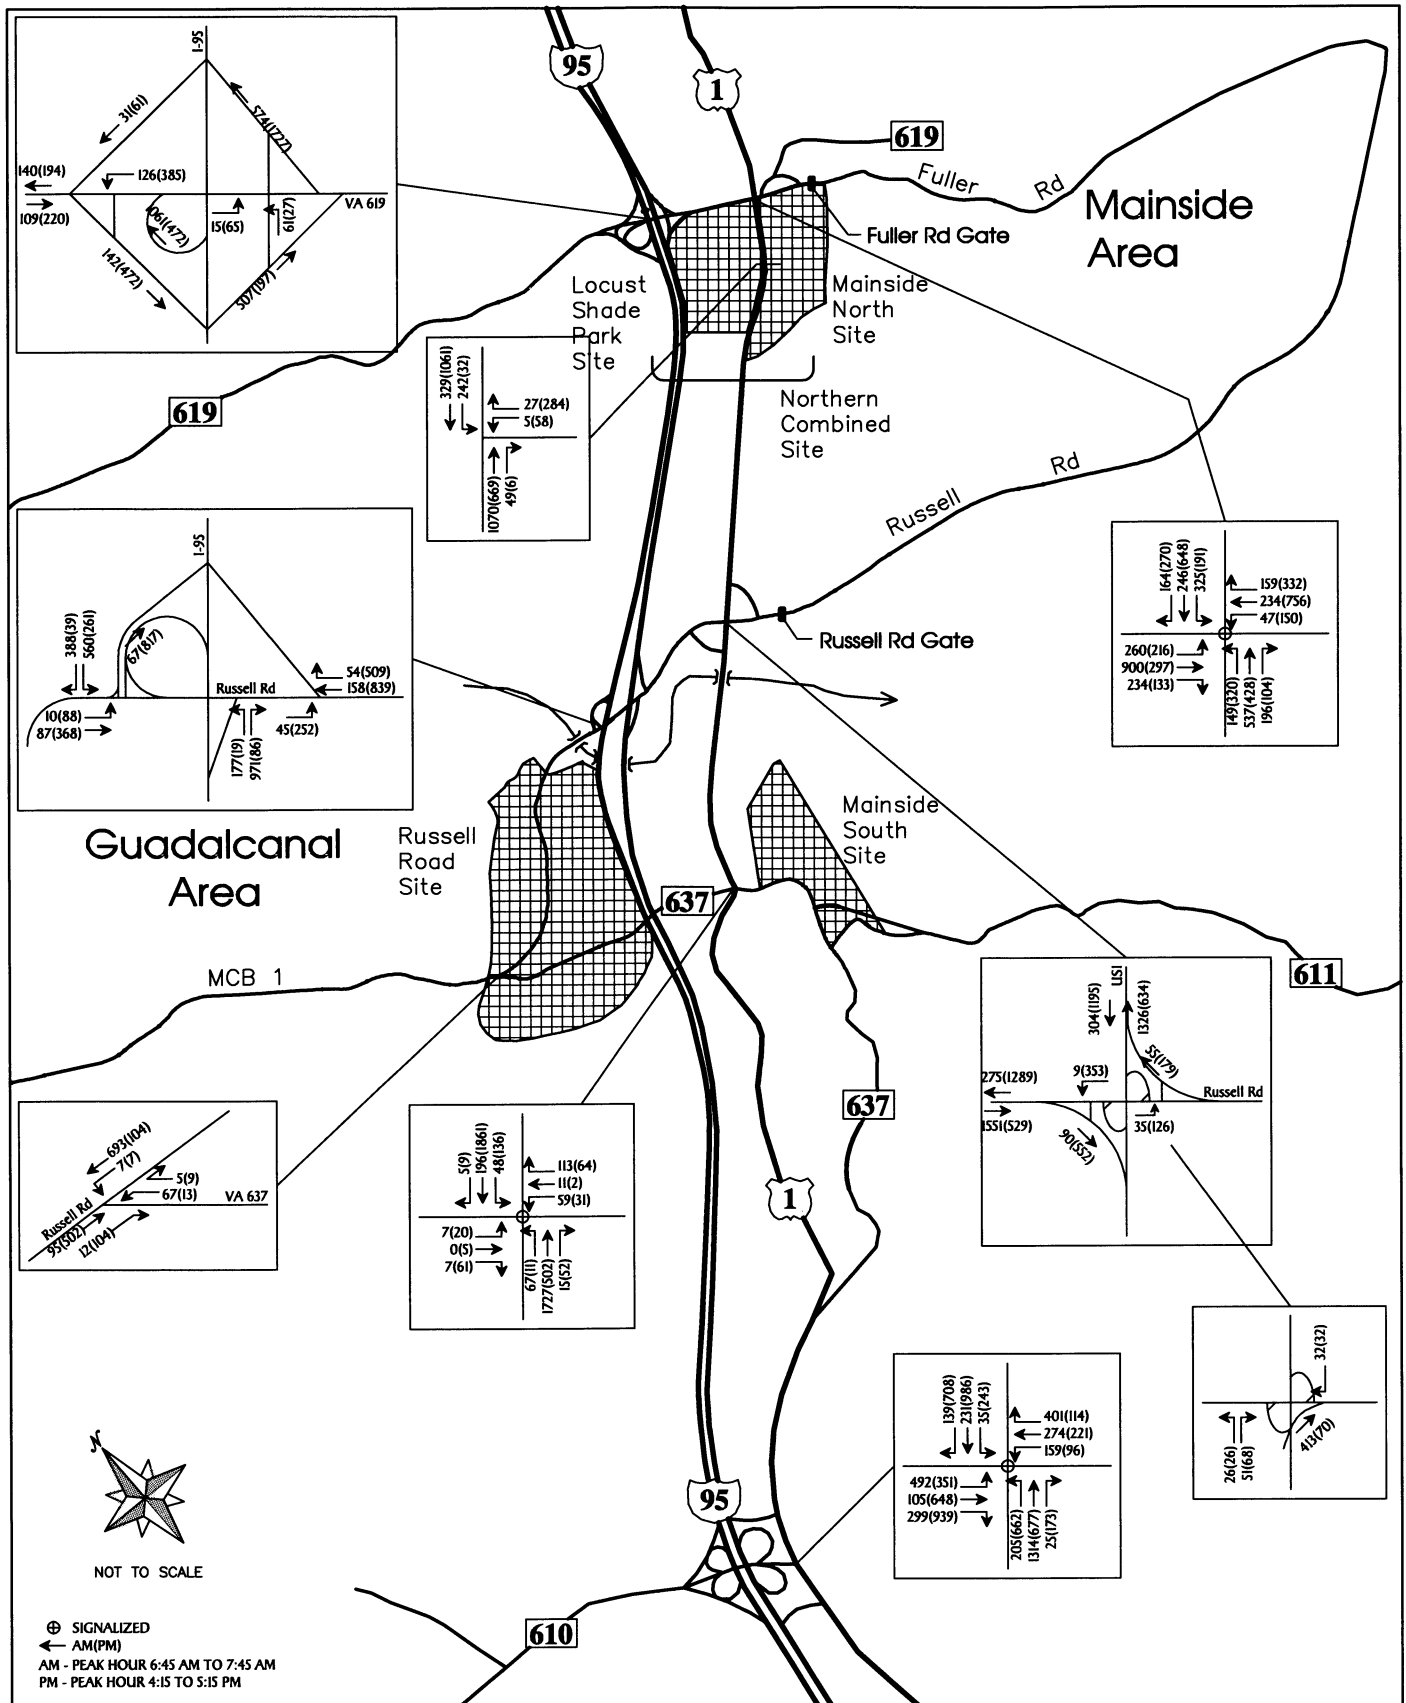 95
1
619
Fuller Rd
Mainside
Area
Fuller Rd Gate
I-95
31(61)
574(1727)
140(194)
109(220)
126(385)
1061(472)
15(65)
61(27)
VA 619
142(472)
507(197)
Locust
Shade
Park
Site
Mainside
North
Site
329(1061)
242(32)
27(284)
5(58)
1070(669)
49(6)
Northern
Combined
Site
619
Russell Rd
I-95
388(39)
560(261)
67(817)
Russell Rd
54(509)
158(839)
10(88)
87(368)
177(19)
971(86)
45(252)
164(270)
246(648)
325(191)
159(332)
234(756)
47(150)
260(216)
900(297)
234(133)
149(320)
537(428)
196(104)
Russell Rd Gate
Guadalcanal
Area
Russell
Road
Site
Mainside
South
Site
637
MCB 1
611
US1
304(1195)
1326(634)
55(179)
275(1289)
1551(529)
9(353)
Russell Rd
90(552)
35(126)
693(104)
7(7)
5(9)
67(13)
VA 637
Russell Rd
95(502)
12(104)
637
5(9)
196(1861)
48(136)
113(64)
11(2)
59(31)
7(20)
0(5)
7(61)
67(11)
1727(502)
15(52)
1
32(32)
26(26)
51(68)
413(70)
139(708)
231(986)
35(243)
401(114)
274(221)
159(96)
492(351)
105(648)
299(939)
205(662)
1314(677)
25(173)
N
NOT TO SCALE
95
610
SIGNALIZED
AM(PM)
AM - PEAK HOUR 6:45 AM TO 7:45 AM
PM - PEAK HOUR 4:15 TO 5:15 PM